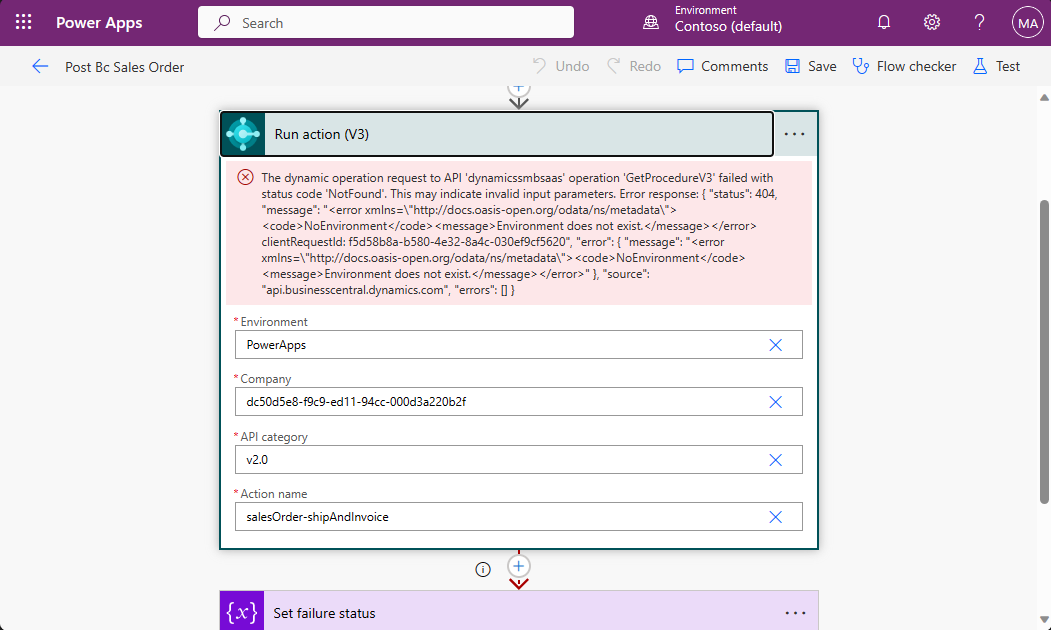 Power Apps
Search
Environment
Contoso (default)
?
MA
Post Bc Sales Order
Undo
Redo
Comments
Save
Flow checker
Test
Run action (V3)
The dynamic operation request to API 'dynamicssmbsaas' operation 'GetProcedureV3' failed with
status code 'NotFound'. This may indicate invalid input parameters. Error response: { "status": 404,
"message": "<error xmlns=\"http://docs.oasis-open.org/odata/ns/metadata\">
<code>NoEnvironment</code><message>Environment does not exist.</message></error>
clientRequestId: f5d58b8a-b580-4e32-8a4c-030ef9cf5620", "error": { "message": "<error
xmlns=\"http://docs.oasis-open.org/odata/ns/metadata\"><code>NoEnvironment</code>
<message>Environment does not exist.</message></error>" }, "source":
"api.businesscentral.dynamics.com", "errors": [] }
* Environment
PowerApps
* Company
dc50d5e8-f9c9-ed11-94cc-000d3a220b2f
* API category
v2.0
* Action name
salesOrder-shipAndInvoice
{x}
Set failure status